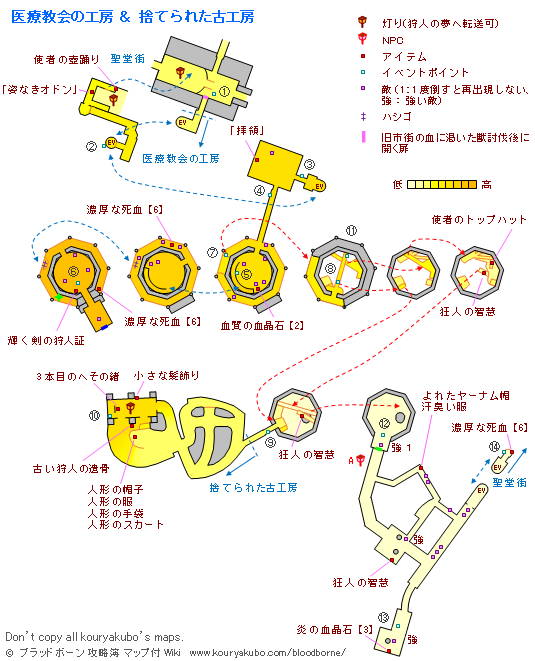 医療教会の工房 & 捨てられた古工房
灯り(狩人の夢へ転送可)
NPC
アイテム
イベントポイント
敵(1:1度倒すと再出現しない、
強：強い敵)
ハシゴ
旧市街の血に渇いた獣討伐後に
開く扉
低
高
使者の壺踊り
聖堂街
「姿なきオドン」
①
EV
②
医療教会の工房
「拝領」
③
EV
④
濃厚な死血【6】
⑦
⑪
使者のトップハット
⑥
⑤
⑧
濃厚な死血【6】
血質の血晶石【2】
狂人の智慧
輝く剣の狩人証
3本目のへその緒
小さな髪飾り
⑩
⑨
狂人の智慧
古い狩人の遺骨
捨てられた古工房
人形の帽子
人形の服
人形の手袋
人形のスカート
よれたヤーナム帽
汗臭い服
濃厚な死血【6】
⑫
強 1
⑭
A
EV
EV
聖堂街
強
狂人の智慧
⑬
炎の血晶石【3】
強
Don't copy all kouryakubo's maps.
© ブラッドボーン攻略簿 マップ付 Wiki www.kouryakubo.com/bloodborne/